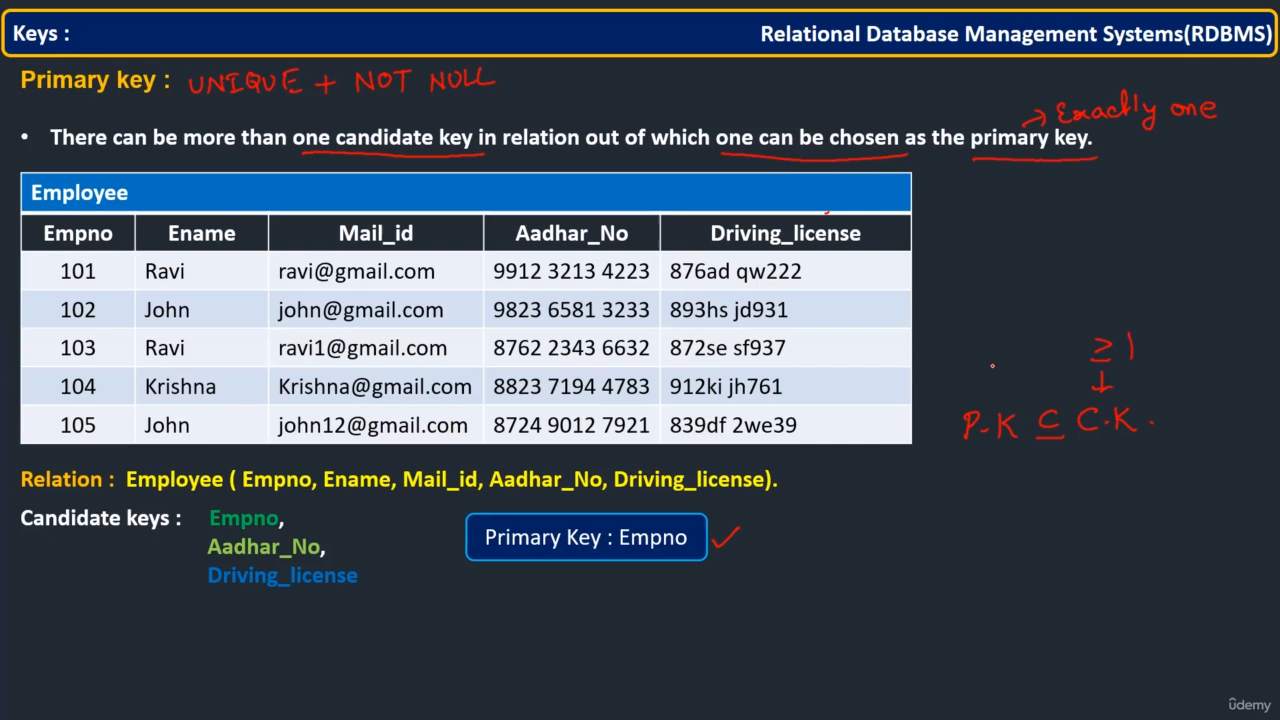 Keys : Relational Database Management Systems(RDBMS)
Primary key : UNIQUE + NOT NULL
→ Exactly one
• There can be more than one candidate key in relation out of which one can be chosen as the primary key.
Employee
Empno Ename Mail_id Aadhar_No Driving_license
101 Ravi ravi@gmail.com 9912 3213 4223 876ad qw222
102 John john@gmail.com 9823 6581 3233 893hs jd931
103 Ravi ravi1@gmail.com 8762 2343 6632 872se sf937
≥ 1
104 Krishna Krishna@gmail.com 8823 7194 4783 912ki jh761
↓
105 John john12@gmail.com 8724 9012 7921 839df 2we39
P.K ⊆ C.K.
Relation : Employee ( Empno, Ename, Mail_id, Aadhar_No, Driving_license).
Candidate keys : Empno,
Primary Key : Empno ✓
Aadhar_No,
Driving_license
ûdemy